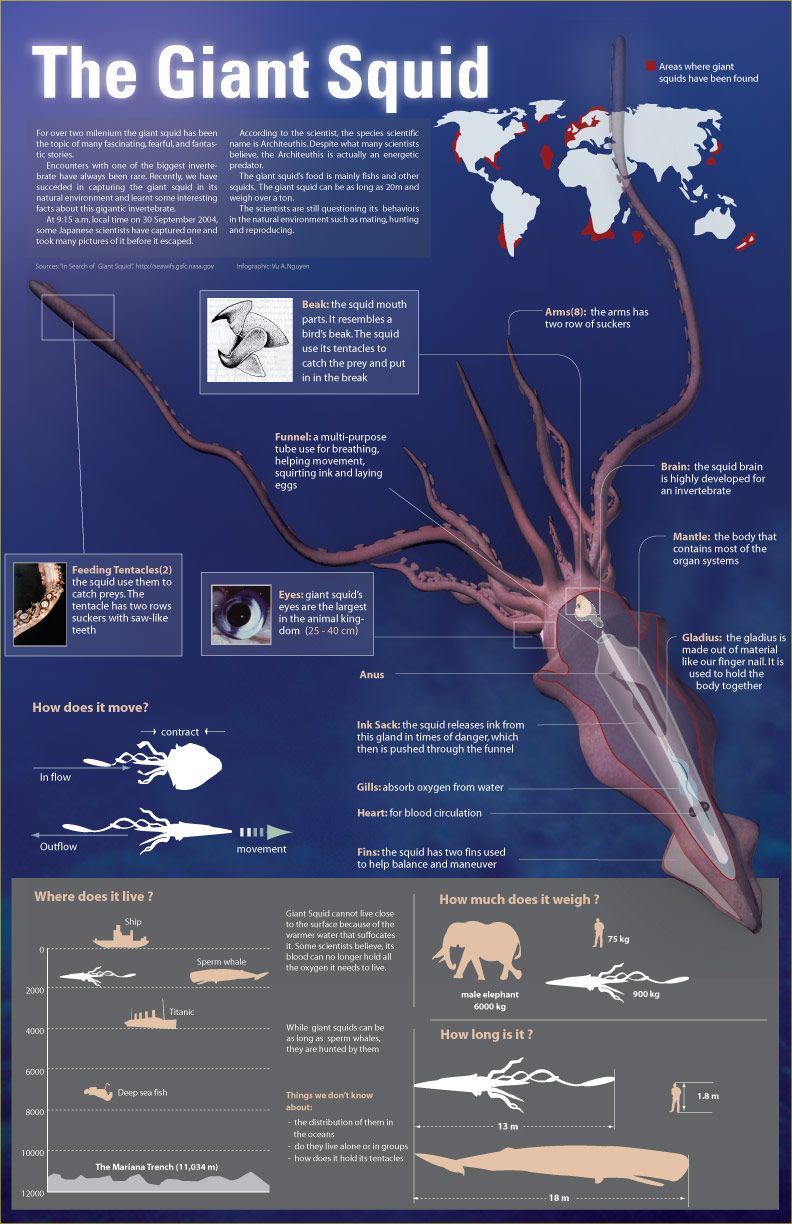 The Giant Squid
Areas where giant
squids have been found
For over two milenium the giant squid has been
the topic of many fascinating, fearful, and fantas-
tic stories.
Encounters with one of the biggest inverte-
brate have always been rare. Recently, we have
succeded in capturing the giant squid in its
natural environment and learnt some interesting
facts about this gigantic invertebrate.
At 9:15 a.m. local time on 30 September 2004,
some Japanese scientists have captured one and
took many pictures of it before it escaped.
According to the scientist, the species scientific
name is Architeuthis. Despite what many scientists
believe, the Architeuthis is actually an energetic
predator.
The giant squid's food is mainly fishs and other
squids. The giant squid can be as long as 20m and
weigh over a ton.
The scientists are still questioning its behaviors
in the natural environment such as mating, hunting
and reproducing.
Sources: "In Search of Giant Squid", http://seawifs.gsfc.nasa.gov
Infographic: Vu A. Nguyen
Beak: the squid mouth
parts. It resembles a
bird's beak. The squid
use its tentacles to
catch the prey and put
in in the break
Arms(8): the arms has
two row of suckers
Funnel: a multi-purpose
tube use for breathing,
helping movement,
squirting ink and laying
eggs
Brain: the squid brain
is highly developed for
an invertebrate
Mantle: the body that
contains most of the
organ systems
Feeding Tentacles(2)
the squid use them to
catch preys. The
tentacle has two rows
suckers with saw-like
teeth
Eyes: giant squid's
eyes are the largest
in the animal king-
dom (25 - 40 cm)
Gladius: the gladius is
made out of material
like our finger nail. It is
used to hold the
body together
Anus
How does it move?
contract
In flow
Outflow
movement
Ink Sack: the squid releases ink from
this gland in times of danger, which
then is pushed through the funnel
Gills: absorb oxygen from water
Heart: for blood circulation
Fins: the squid has two fins used
to help balance and maneuver
Where does it live ?
Ship
0
Sperm whale
2000
Titanic
4000
6000
Deep sea fish
8000
10000
The Mariana Trench (11,034 m)
12000
Giant Squid cannot live close
to the surface because of the
warmer water that suffocates
it. Some scientists believe, its
blood can no longer hold all
the oxygen it needs to live.
While giant squids can be
as long as sperm whales,
they are hunted by them
Things we don't know
about:
- the distribution of them in
the oceans
- do they live alone or in groups
- how does it hold its tentacles
How much does it weigh ?
75 kg
male elephant
6000 kg
900 kg
How long is it ?
1.8 m
13 m
18 m